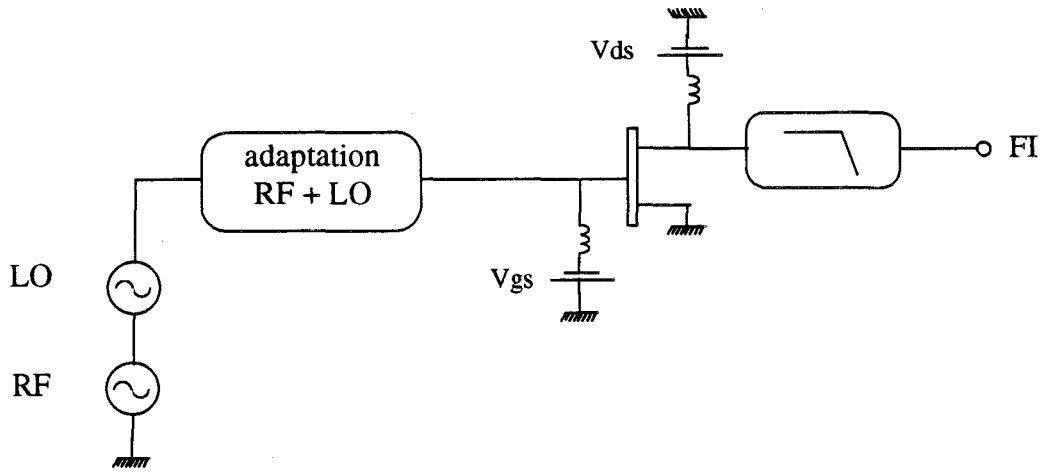 Vds
adaptation
RF + LO
FI
LO
Vgs
RF